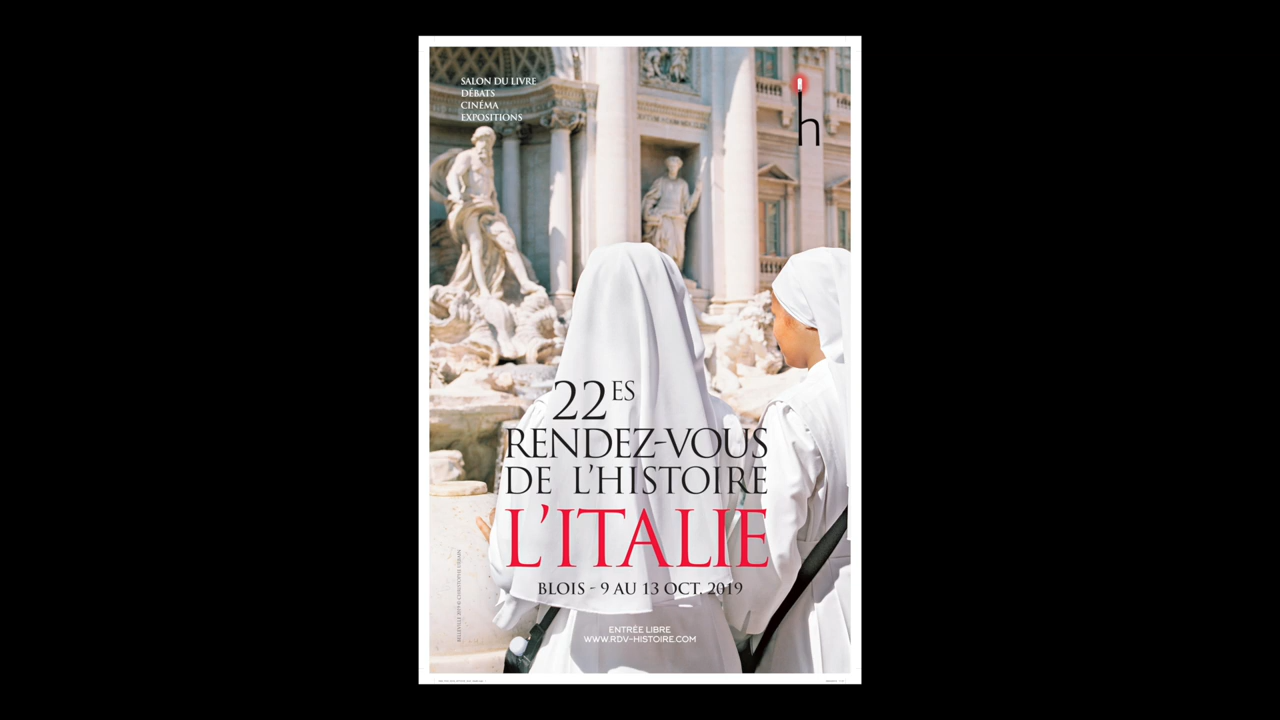 SALON DU LIVRE
DÉBATS
CINÉMA
EXPOSITIONS
h
22ES
RENDEZ-VOUS
DE L'HISTOIRE
L'ITALIE
BLOIS - 9 AU 13 OCT. 2019
ENTRÉE LIBRE
WWW.RDV-HISTOIRE.COM